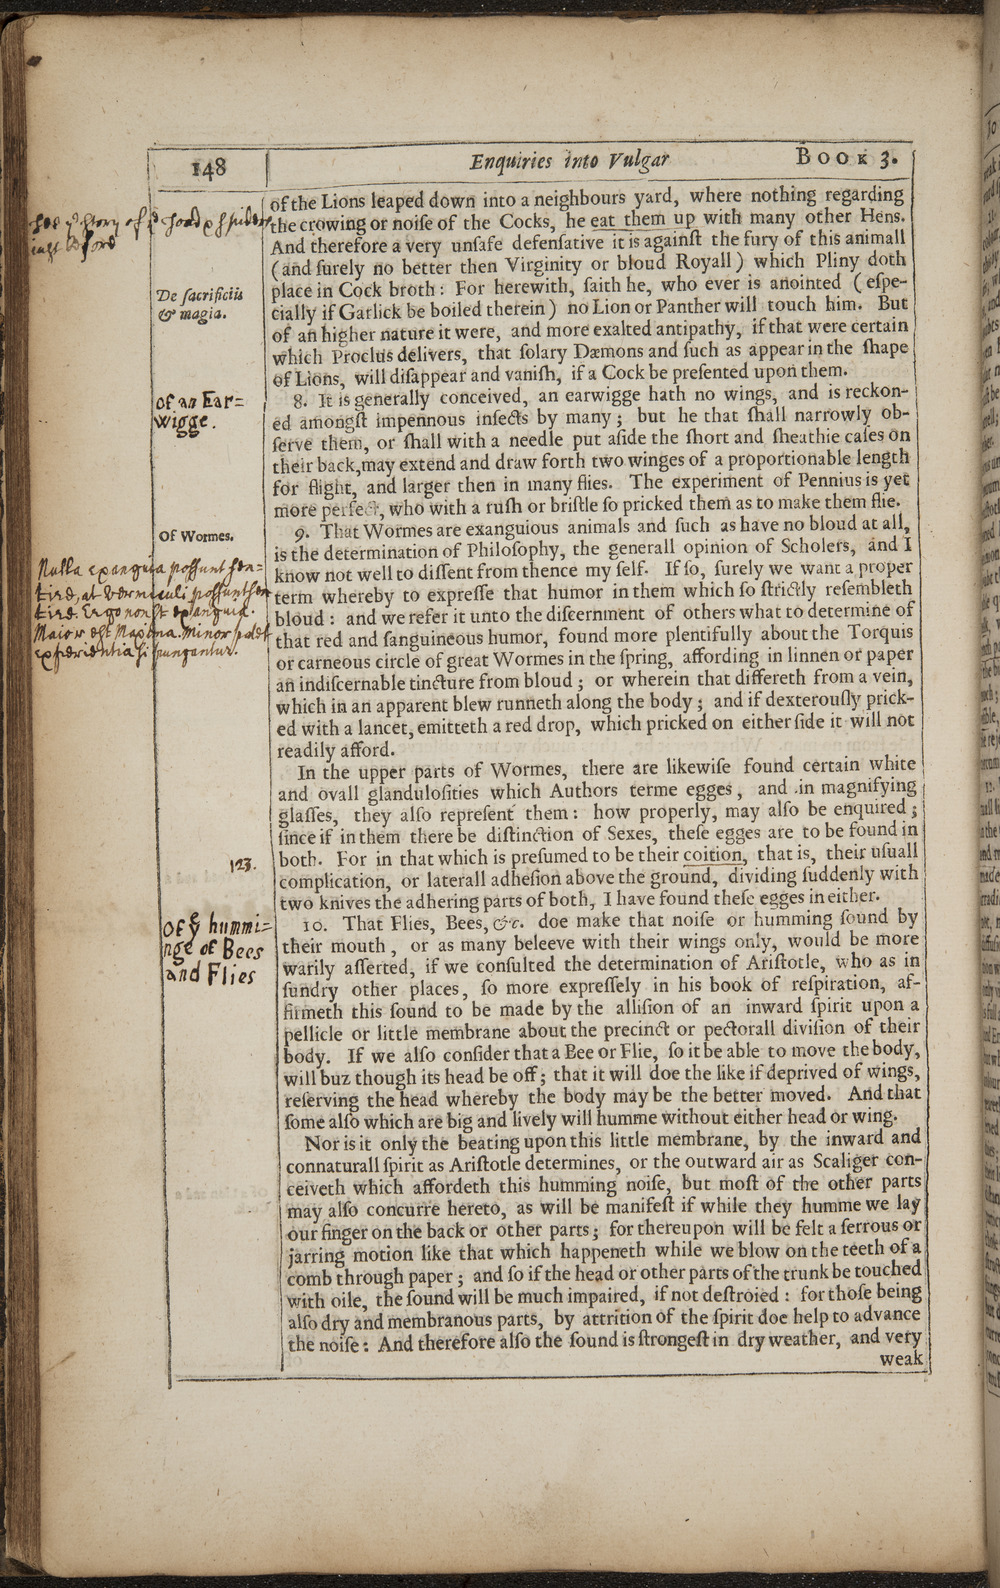 148
Enquiries into Vulgar
BOOK 3.
of the Lions leaped down into a neighbours yard, where nothing regarding
the crowing or noiſe of the Cocks, he eat them up with many other Hens.
And therefore a very unſafe defenſative it is againſt the fury of this animall
(and ſurely no better then Virginity or bloud Royall) which Pliny doth
place in Cock broth: For herewith, ſaith he, who ever is anointed (eſpe-
cially if Garlick be boiled therein) no Lion or Panther will touch him. But
of an higher nature it were, and more exalted antipathy, if that were certain
which Proclus delivers, that ſolary Dæmons and ſuch as appear in the ſhape
of Lions, will diſappear and vaniſh, if a Cock be preſented upon them.
of
De ſacrificiis
& magia.
8. It is generally conceived, an earwigge hath no wings, and is reckon-
ed amongſt impennous inſects by many; but he that ſhall narrowly ob-
ſerve them, or ſhall with a needle put aſide the ſhort and ſheathie caſes on
their back, may extend and draw forth two winges of a proportionable length
for flight, and larger then in many flies. The experiment of Pennius is yet
more perfect, who with a ruſh or briſtle ſo pricked them as to make them flie.
of an Ear=
wigge.
9. That Wormes are exanguious animals and ſuch as have no bloud at all,
is the determination of Philoſophy, the generall opinion of Scholers, and I
know not well to diſſent from thence my ſelf. If ſo, ſurely we want a proper
term whereby to expreſſe that humor in them which ſo ſtrictly reſembleth
bloud: and we refer it unto the diſcernment of others what to determine of
that red and ſanguineous humor, found more plentifully about the Torquis
or carneous circle of great Wormes in the ſpring, affording in linnen or paper
an indiſcernable tincture from bloud; or wherein that differeth from a vein,
which in an apparent blew runneth along the body; and if dexterouſly prick-
ed with a lancet, emitteth a red drop, which pricked on either ſide it will not
readily afford.
Of Wormes.
Nulla exanguia poſſunt ſen=
tire, at vermiculi poſſunt ſen
tire. Ergo non ſt exanguia.
Maior eſt Maxima. Minor patet
experientia ſi pungantur.
In the upper parts of Wormes, there are likewiſe found certain white
and ovall glanduloſities which Authors terme egges, and in magnifying
glaſſes, they alſo repreſent them: how properly, may alſo be enquired;
ſince if in them there be diſtinction of Sexes, theſe egges are to be found in
both. For in that which is preſumed to be their coition, that is, their uſuall
complication, or laterall adheſion above the ground, dividing ſuddenly with
two knives the adhering parts of both, I have found theſe egges in either.
123.
10. That Flies, Bees, &c. doe make that noiſe or humming ſound by
their mouth, or as many beleeve with their wings only, would be more
warily aſſerted, if we conſulted the determination of Ariſtotle, who as in
ſundry other places, ſo more expreſſely in his book of reſpiration, af-
firmeth this ſound to be made by the alliſion of an inward ſpirit upon a
pellicle or little membrane about the precinct or pectorall diviſion of their
body. If we alſo conſider that a Bee or Flie, ſo it be able to move the body,
will buz though its head be off; that it will doe the like if deprived of wings,
reſerving the head whereby the body may be the better moved. And that
ſome alſo which are big and lively will humme without either head or wing.
of ye hummi=
nge of Bees
and Flies
Nor is it only the beating upon this little membrane, by the inward and
connaturall ſpirit as Ariſtotle determines, or the outward air as Scaliger con-
ceiveth which affordeth this humming noiſe, but moſt of the other parts
may alſo concurre hereto, as will be manifeſt if while they humme we lay
our finger on the back or other parts; for thereupon will be felt a ſerrous or
jarring motion like that which happeneth while we blow on the teeth of a
comb through paper; and ſo if the head or other parts of the trunk be touched
with oile, the ſound will be much impaired, if not deſtroied: for thoſe being
alſo dry and membranous parts, by attrition of the ſpirit doe help to advance
the noiſe: And therefore alſo the ſound is ſtrongeſt in dry weather, and very
weak